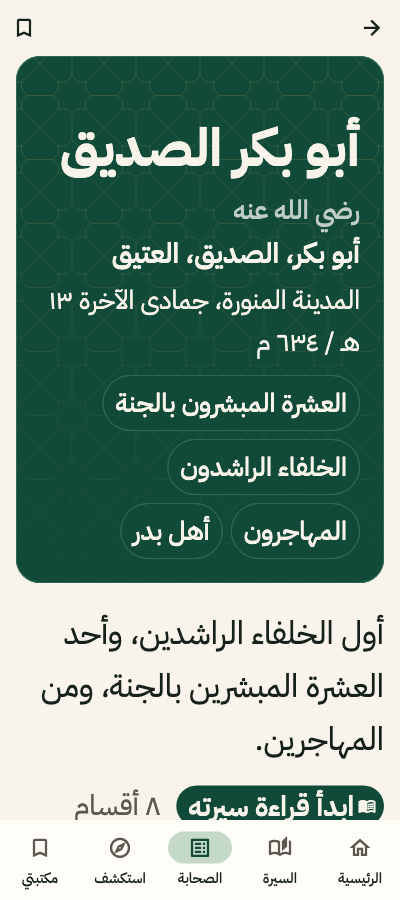 أبو بكر الصديق
رضي الله عنه
أبو بكر، الصديق، العتيق
المدينة المنورة، جمادى الآخرة ١٣
هـ / ٦٣٤ م
العشرة المبشرون بالجنة
الخلفاء الراشدون
المهاجرون
أهل بدر
أول الخلفاء الراشدين، وأحد
العشرة المبشرين بالجنة، ومن
المهاجرين.
ابدأ قراءة سيرته
٨ أقسام
الرئيسية
السيرة
الصحابة
استكشف
مكتبتي